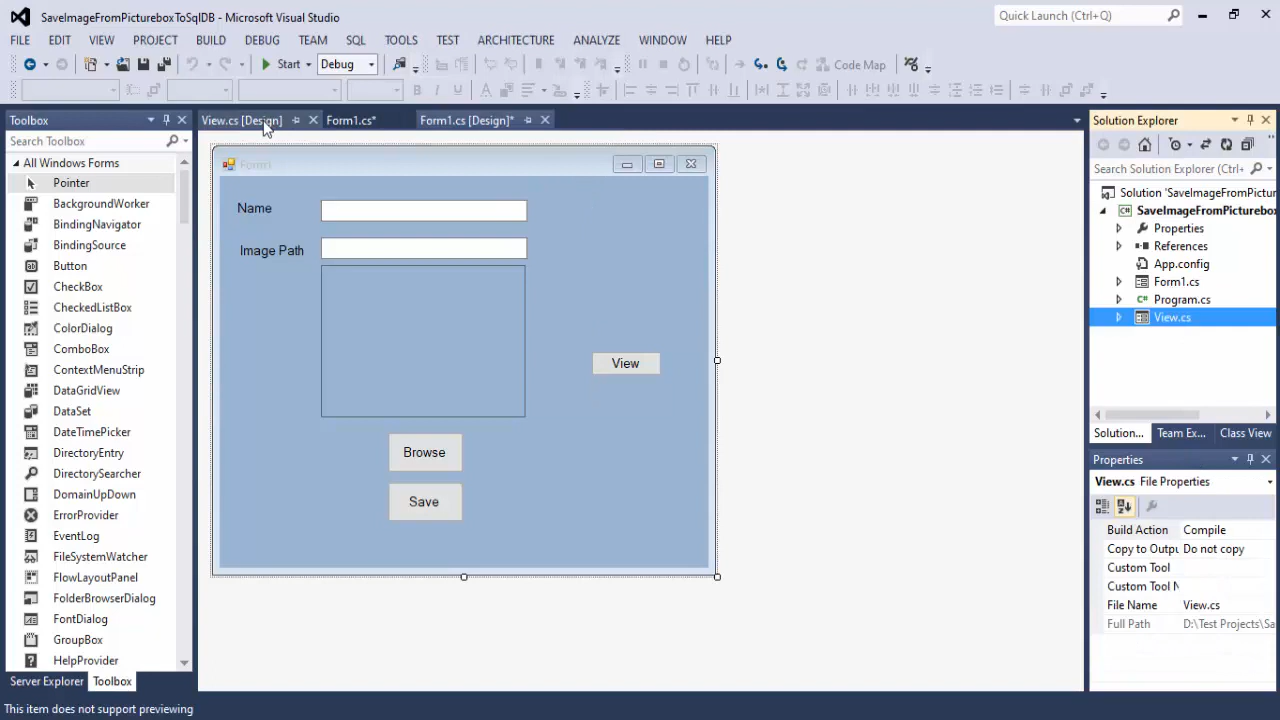 SaveImageFromPictureboxToSqlDB - Microsoft Visual Studio
Quick Launch (Ctrl+Q)
FILE EDIT VIEW PROJECT BUILD DEBUG TEAM SQL TOOLS TEST ARCHITECTURE ANALYZE WINDOW HELP
Start Debug Code Map
B I U
Toolbox
View.cs [Design] Form1.cs* Form1.cs [Design]*
Solution Explorer
Search Toolbox
All Windows Forms
Pointer
BackgroundWorker
BindingNavigator
BindingSource
Button
CheckBox
CheckedListBox
ColorDialog
ComboBox
ContextMenuStrip
DataGridView
DataSet
DateTimePicker
DirectoryEntry
DirectorySearcher
DomainUpDown
ErrorProvider
EventLog
FileSystemWatcher
FlowLayoutPanel
FolderBrowserDialog
FontDialog
GroupBox
HelpProvider
Server Explorer Toolbox
Form1
Name
Image Path
View
Browse
Save
Search Solution Explorer (Ctrl+
Solution 'SaveImageFromPictur
SaveImageFromPicturebox
Properties
References
App.config
Form1.cs
Program.cs
View.cs
Solution... Team Ex... Class View
Properties
View.cs File Properties
Build Action Compile
Copy to Outpu Do not copy
Custom Tool
Custom Tool N
File Name View.cs
Full Path D:\Test Projects\Sa
This item does not support previewing